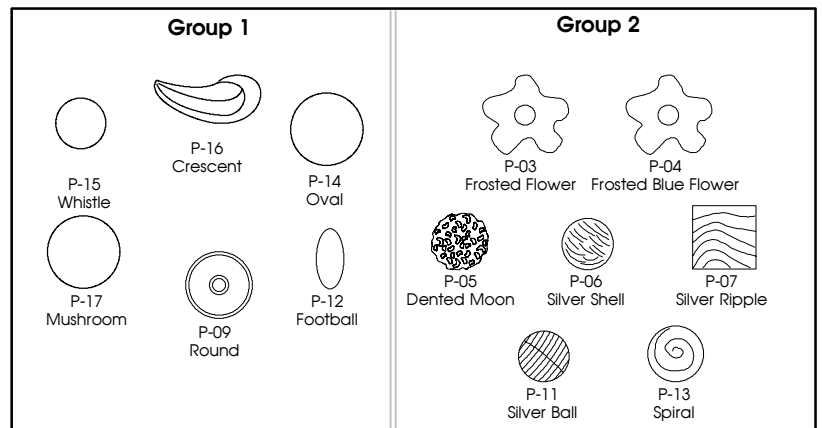 Group 1
P-15
Whistle
P-16
Crescent
P-14
Oval
P-17
Mushroom
P-09
Round
P-12
Football
Group 2
P-03
Frosted Flower
P-04
Frosted Blue Flower
P-05
Dented Moon
P-06
Silver Shell
P-07
Silver Ripple
P-11
Silver Ball
P-13
Spiral